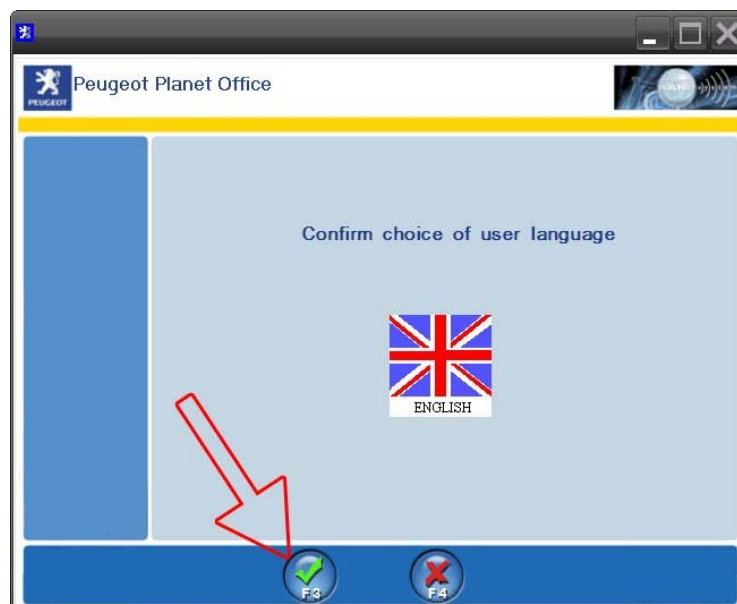 Peugeot Planet Office
PEUGEOT
Confirm choice of user language
ENGLISH
F3
F4